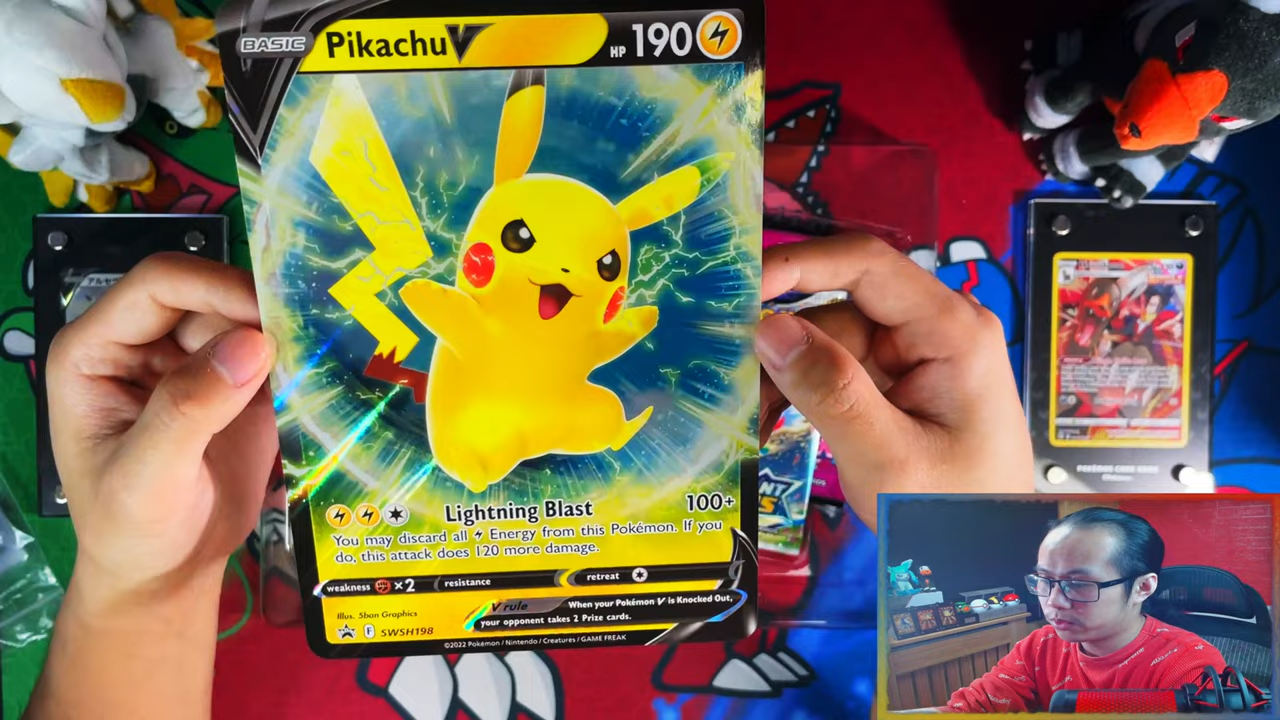 BASIC
Pikachu V
HP 190
Lightning Blast 100+
You may discard all Energy from this Pokémon. If you
do, this attack does 120 more damage.
weakness ×2 resistance retreat
V rule When your Pokémon V is Knocked Out,
your opponent takes 2 Prize cards.
Illus. 5ban Graphics
F SWSH198
©2022 Pokémon / Nintendo / Creatures / GAME FREAK